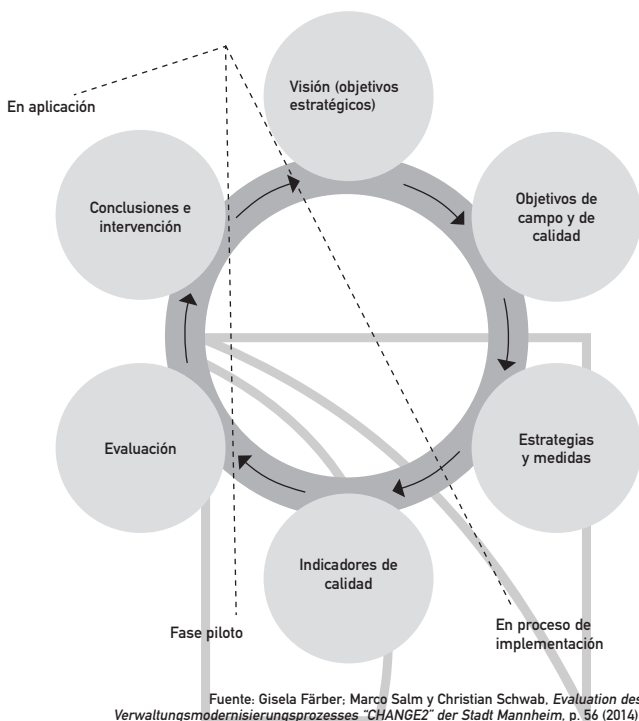 Visión (objetivos
estratégicos)
En aplicación
Conclusiones e
intervención
Objetivos de
campo y de
calidad
Evaluación
Estrategias
y medidas
Indicadores de
calidad
Fase piloto
En proceso de
implementación
Fuente: Gisela Färber; Marco Salm y Christian Schwab, Evaluation des
Verwaltungsmodernisierungsprozesses "CHANGE2" der Stadt Mannheim, p. 54 (2014)